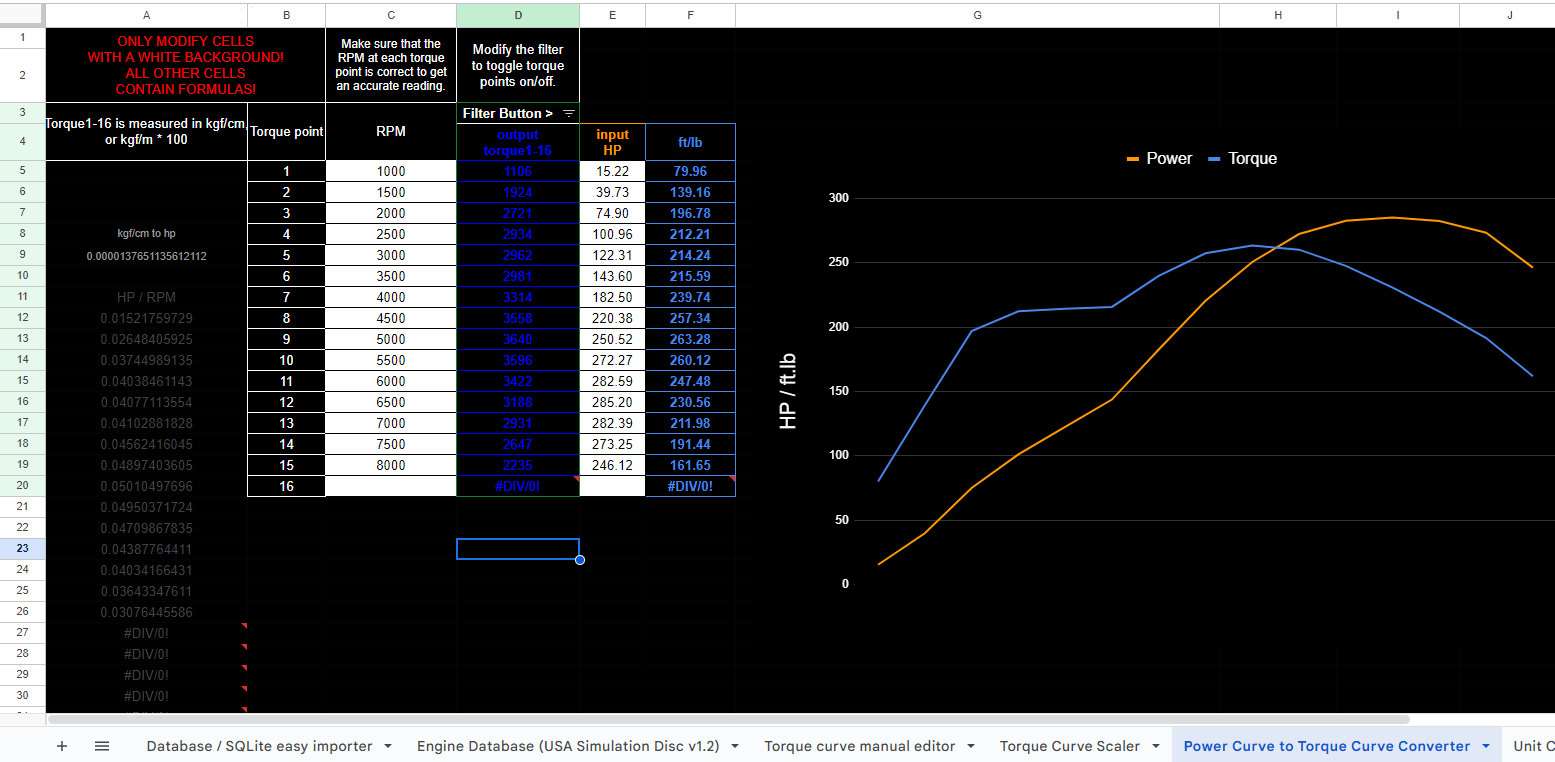 A B C D E F G H I J
1 ONLY MODIFY CELLS
WITH A WHITE BACKGROUND!
ALL OTHER CELLS
CONTAIN FORMULAS!
Make sure that the
RPM at each torque
point is correct to get
an accurate reading.
Modify the filter
to toggle torque
points on/off.
2
3 Filter Button >
Torque1-16 is measured in kgf/cm,
or kgf/m * 100
Torque point
RPM
4 output
torque1-16
input
HP
ft/lb
5 1 1000 1106 15.22 79.96
6 2 1500 1924 39.73 139.16
7 3 2000 2721 74.90 196.78
8 kgf/cm to hp 4 2500 2934 100.96 212.21
9 0.0000137651135612112 5 3000 2962 122.31 214.24
10 6 3500 2981 143.60 215.59
11 HP / RPM 7 4000 3314 182.50 239.74
12 0.01521759729 8 4500 3558 220.38 257.34
13 0.02648405925 9 5000 3640 250.52 263.28
14 0.03744989135 10 5500 3596 272.27 260.12
15 0.04038461143 11 6000 3422 282.59 247.48
16 0.04077113554 12 6500 3188 285.20 230.56
17 0.04102881828 13 7000 2931 282.39 211.98
18 0.04562416045 14 7500 2647 273.25 191.44
19 0.04897403605 15 8000 2235 246.12 161.65
20 0.05010497696 16 #DIV/0! #DIV/0!
21 0.04950371724
22 0.04709867835
23 0.04387764411
24 0.04034166431
25 0.03643347611
26 0.03076445586
27 #DIV/0!
28 #DIV/0!
29 #DIV/0!
30 #DIV/0!
Power Torque
300
250
200
150
100
50
0
HP / ft.lb
+ Database / SQLite easy importer Engine Database (USA Simulation Disc v1.2) Torque curve manual editor Torque Curve Scaler Power Curve to Torque Curve Converter Unit C